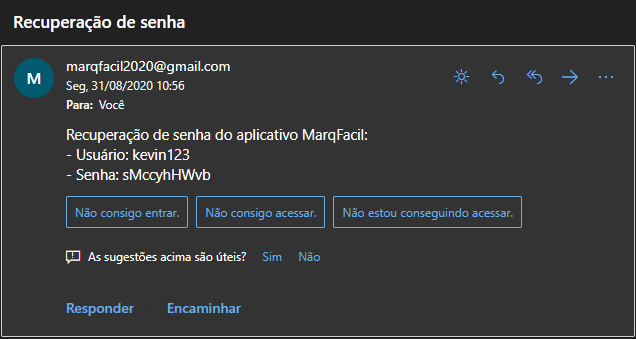 Recuperação de senha
M
marqfacil2020@gmail.com
Seg, 31/08/2020 10:56
Para: Você
Recuperação de senha do aplicativo MarqFacil:
- Usuário: kevin123
- Senha: sMccyhHWvb
Não consigo entrar. Não consigo acessar. Não estou conseguindo acessar.
As sugestões acima são úteis? Sim Não
Responder Encaminhar